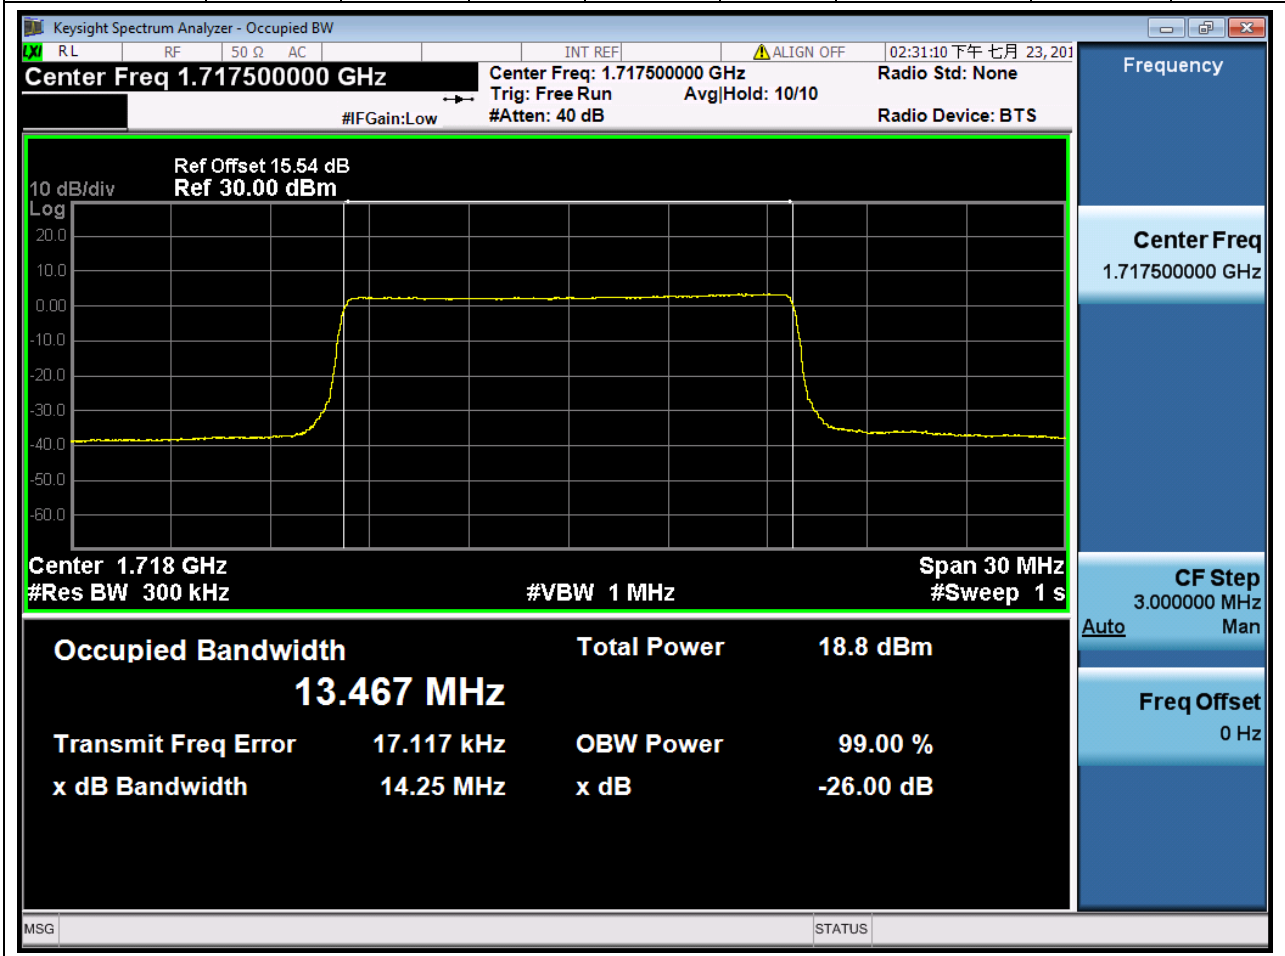 Keysight Spectrum Analyzer - Occupied BW
LXI RL RF 50 Ω AC INT REF ALIGN OFF 02:31:10 下午 七月 23, 201
Center Freq 1.717500000 GHz
Center Freq: 1.717500000 GHz
Radio Std: None
Trig: Free Run Avg|Hold: 10/10
#IFGain:Low
#Atten: 40 dB
Radio Device: BTS
Ref Offset 15.54 dB
10 dB/div Ref 30.00 dBm
Log
20.0
10.0
0.00
-10.0
-20.0
-30.0
-40.0
-50.0
-60.0
Center 1.718 GHz Span 30 MHz
#Res BW 300 kHz #VBW 1 MHz #Sweep 1 s
Occupied Bandwidth Total Power 18.8 dBm
13.467 MHz
Transmit Freq Error 17.117 kHz OBW Power 99.00 %
x dB Bandwidth 14.25 MHz x dB -26.00 dB
MSG STATUS
Frequency
Center Freq
1.717500000 GHz
CF Step
3.000000 MHz
Auto Man
Freq Offset
0 Hz